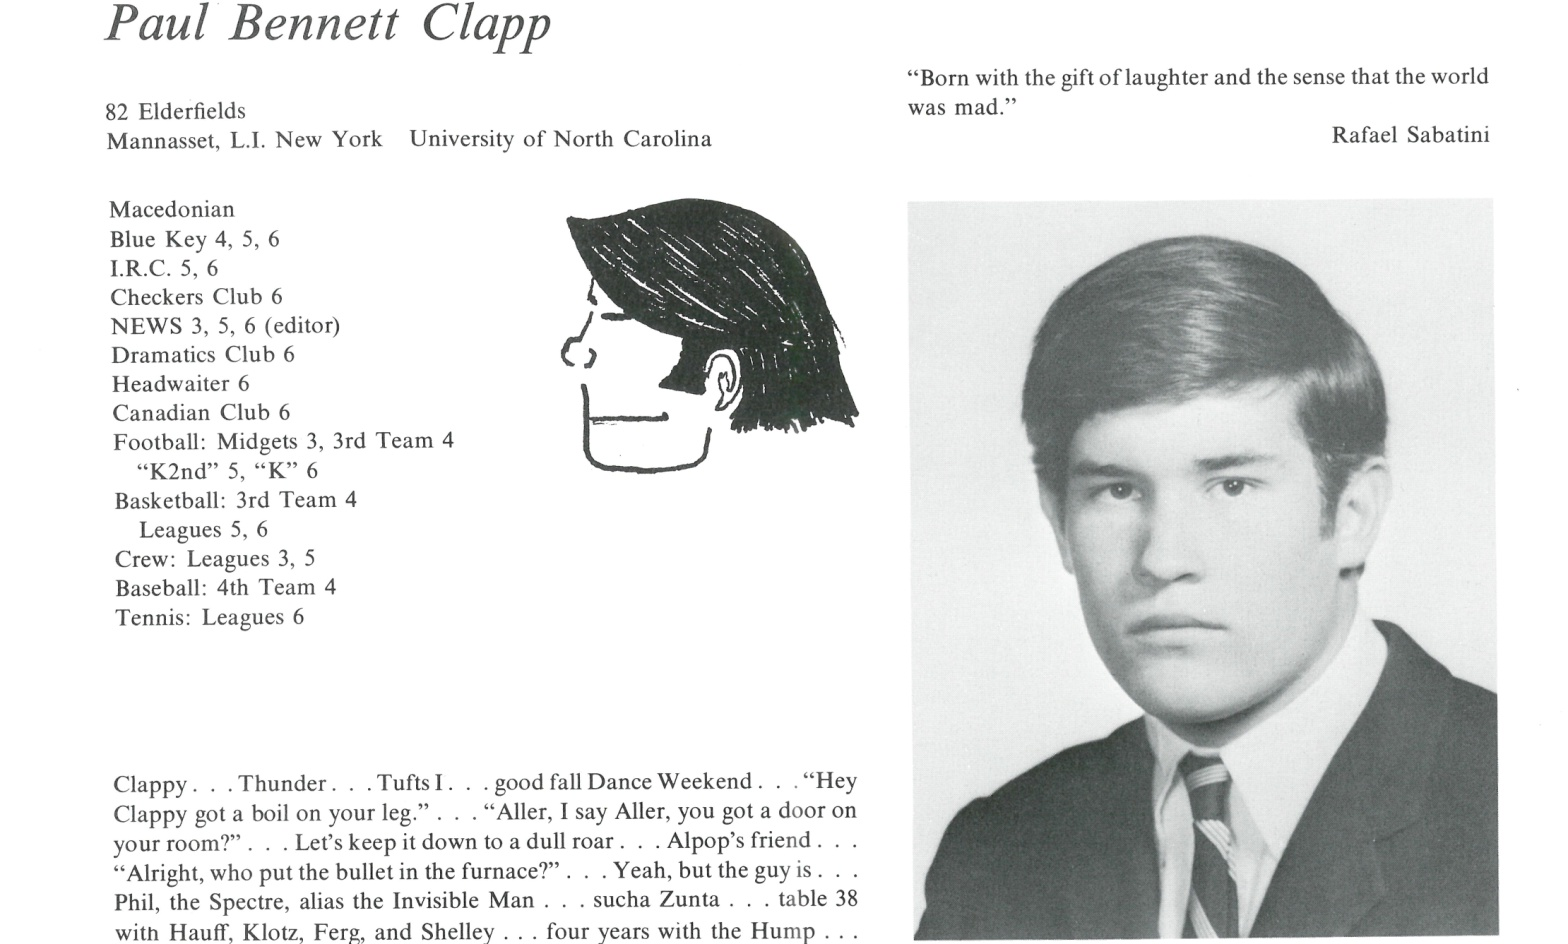 Paul Bennett Clapp
82 Elderfields
Mannasset, L.I. New York University of North Carolina
“Born with the gift of laughter and the sense that the world
was mad.”
Rafael Sabatini
Macedonian
Blue Key 4, 5, 6
I.R.C. 5, 6
Checkers Club 6
NEWS 3, 5, 6 (editor)
Dramatics Club 6
Headwaiter 6
Canadian Club 6
Football: Midgets 3, 3rd Team 4
“K2nd” 5, “K” 6
Basketball: 3rd Team 4
Leagues 5, 6
Crew: Leagues 3, 5
Baseball: 4th Team 4
Tennis: Leagues 6
Clappy . . . Thunder . . . Tufts I . . . good fall Dance Weekend . . . “Hey
Clappy got a boil on your leg.” . . . “Aller, I say Aller, you got a door on
your room?” . . . Let’s keep it down to a dull roar . . . Alpop’s friend . . .
“Alright, who put the bullet in the furnace?” . . . Yeah, but the guy is . . .
Phil, the Spectre, alias the Invisible Man . . . sucha Zunta . . . table 38
with Hauff, Klotz, Ferg, and Shelley . . . four years with the Hump . . .